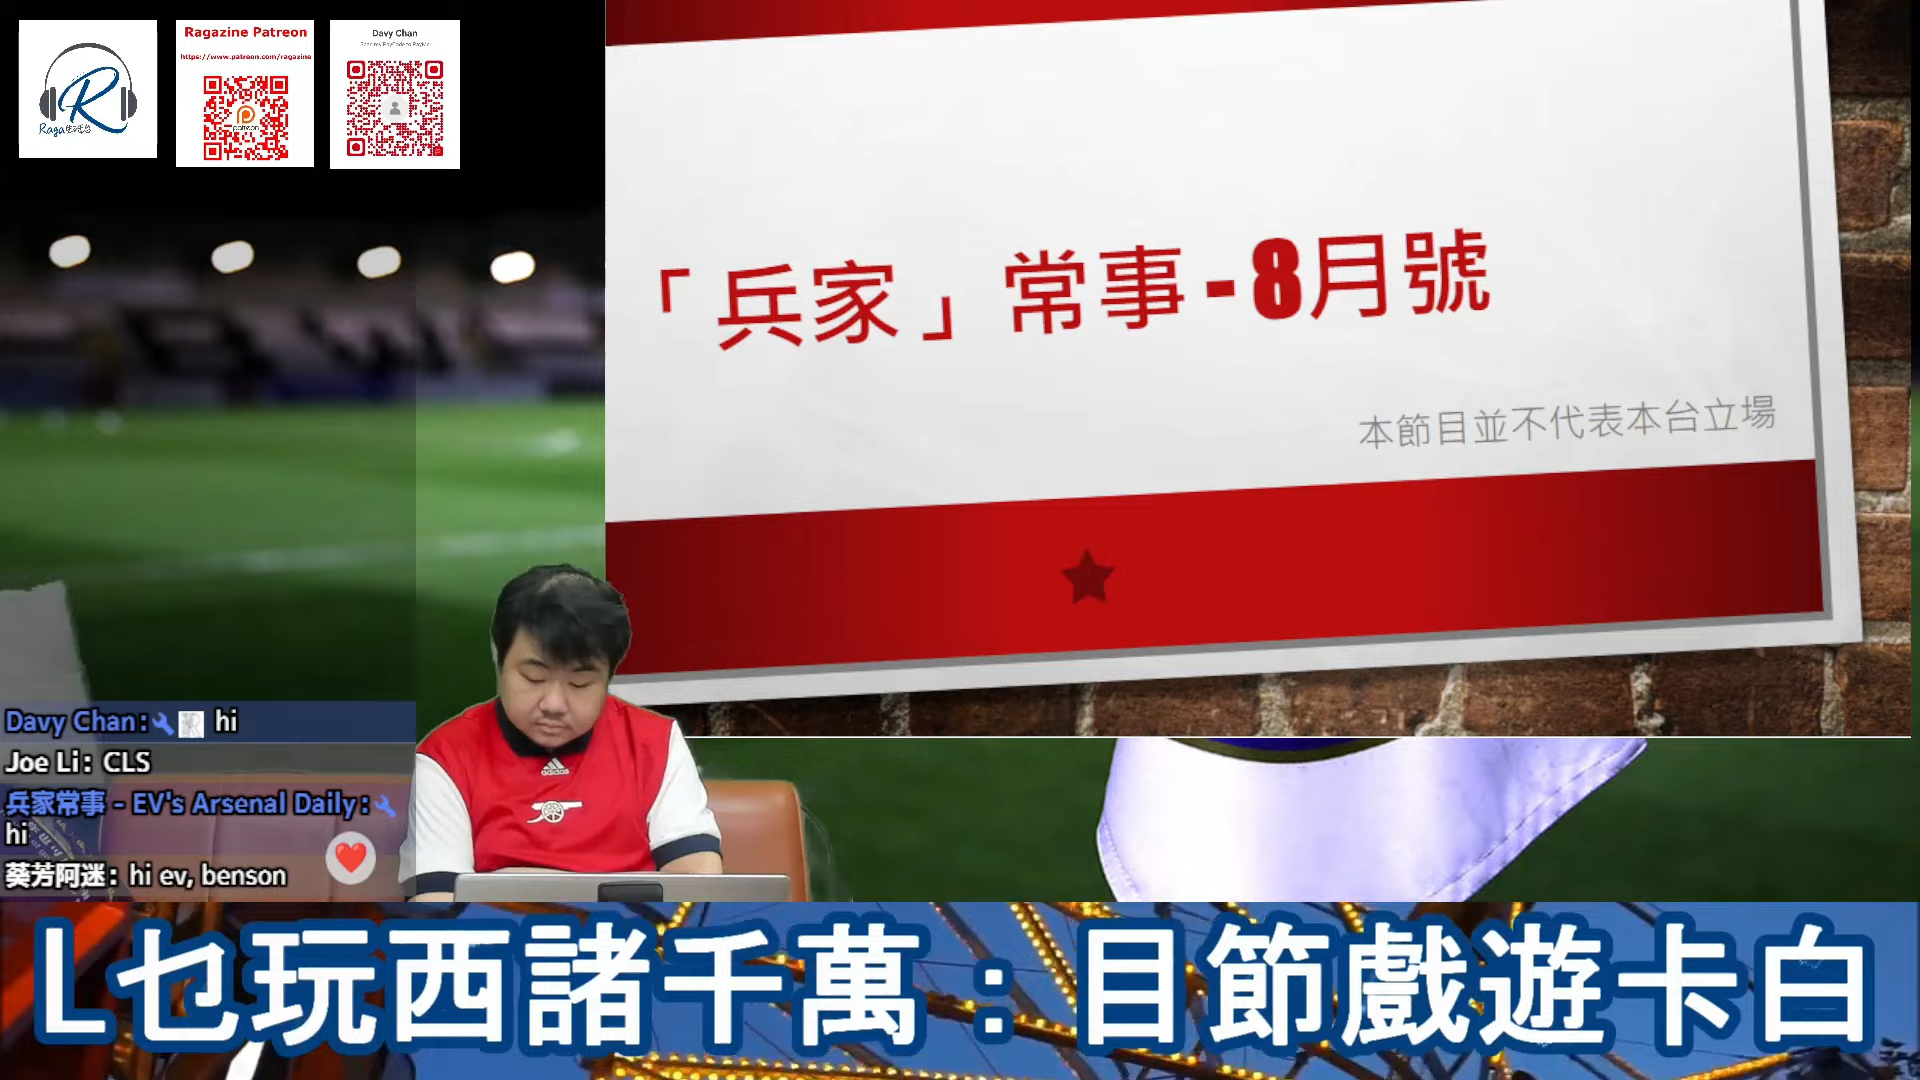 R
Raga
Ragazine Patreon
https://www.patreon.com/ragazine
patreon
Davy Chan
「兵家」常事 - 8月號
本節目並不代表本台立場
adidas
Davy Chan: hi
Joe Li: CLS
兵家常事 - EV's Arsenal Daily:
hi
葵芳阿迷: hi ev, benson
L乜玩西諸千萬：目節戲遊卡白